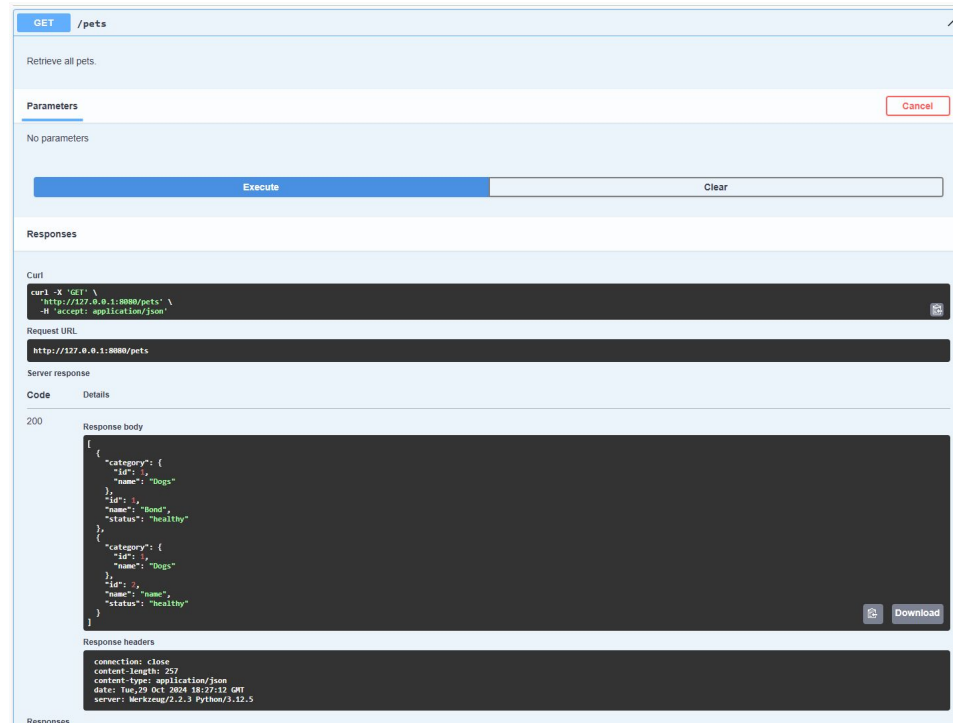 GET /pets
Retrieve all pets.
Parameters
Cancel
No parameters
Execute
Clear
Responses
Curl
curl -X 'GET' \
'http://127.0.0.1:8080/pets' \
-H 'accept: application/json'
Request URL
http://127.0.0.1:8080/pets
Server response
Code Details
200
Response body
[
{
"category": {
"id": 1,
"name": "Dogs"
},
"id": 1,
"name": "Bond",
"status": "healthy"
},
{
"category": {
"id": 1,
"name": "Dogs"
},
"id": 2,
"name": "name",
"status": "healthy"
}
]
Download
Response headers
connection: close
content-length: 257
content-type: application/json
date: Tue,29 Oct 2024 18:27:12 GMT
server: Werkzeug/2.2.3 Python/3.12.5
Responses